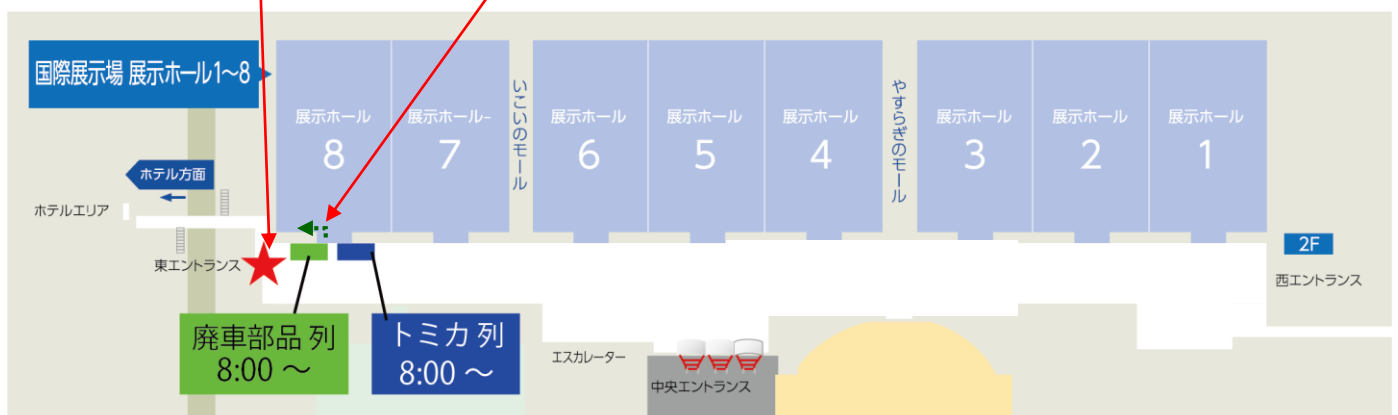 国際展示場 展示ホール1〜8
展示ホール
8
展示ホール-
7
いこいのモール
展示ホール
6
展示ホール
5
展示ホール
4
やすらぎのモール
展示ホール
3
展示ホール
2
展示ホール
1
ホテル方面
ホテルエリア
東エントランス
2F
西エントランス
廃車部品 列
8:00 〜
トミカ 列
8:00 〜
エスカレーター
中央エントランス